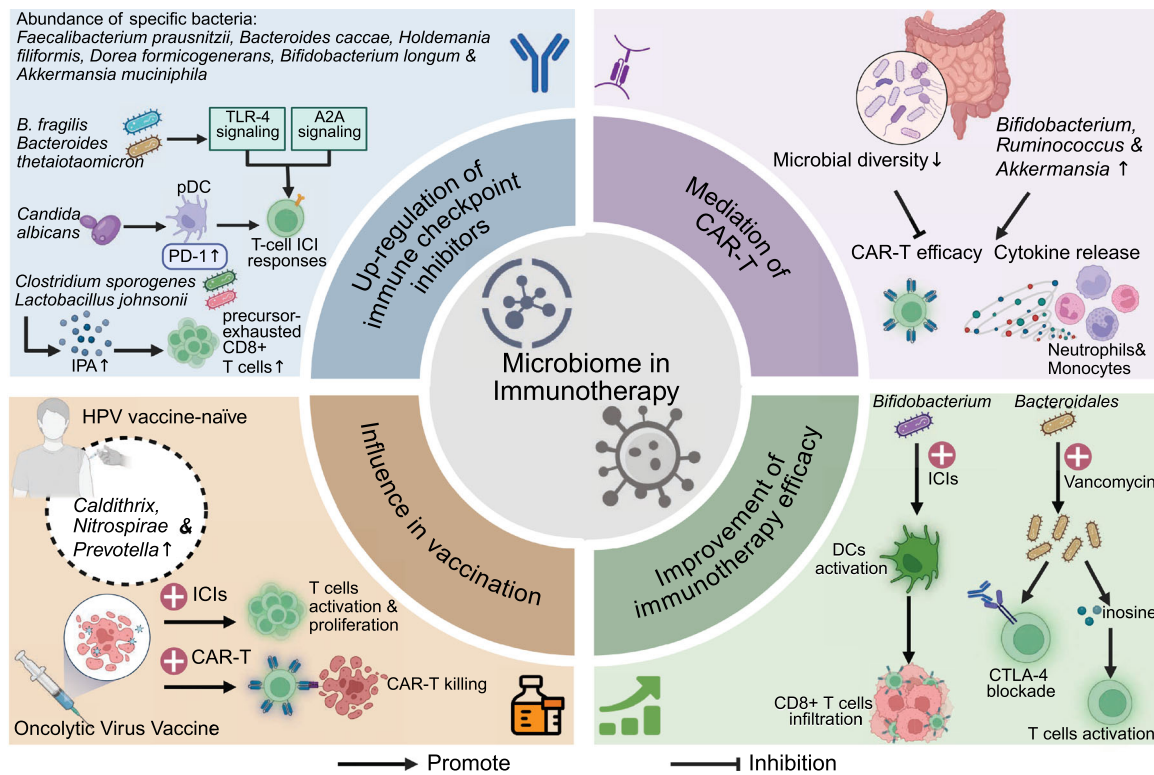 Abundance of specific bacteria:
Faecalibacterium prausnitzii, Bacteroides caccae, Holdemania
filiformis, Dorea formicogenerans, Bifidobacterium longum &
Akkermansia muciniphila
B. fragilis
Bacteroides
thetaiotaomicron
TLR-4
signaling
A2A
signaling
pDC
Candida
albicans
PD-1↑
T-cell ICI
responses
Clostridium sporogenes
Lactobacillus johnsonii
IPA↑
precursor-
exhausted
CD8+
T cells↑
Up-regulation of
immune checkpoint
inhibitors
Mediation of
CAR-T
Microbial diversity↓
Bifidobacterium,
Ruminococcus &
Akkermansia ↑
CAR-T efficacy
Cytokine release
Neutrophils&
Monocytes
Microbiome in
Immunotherapy
HPV vaccine-naïve
Caldithrix,
Nitrospirae &
Prevotella↑
ICIs
T cells
activation &
proliferation
CAR-T
CAR-T killing
Oncolytic Virus Vaccine
Influence in vaccination
Improvement of
immunotherapy efficacy
Bifidobacterium
Bacteroidales
ICIs
Vancomycin
DCs
activation
inosine
CTLA-4
blockade
CD8+ T cells
infiltration
T cells activation
Promote
Inhibition